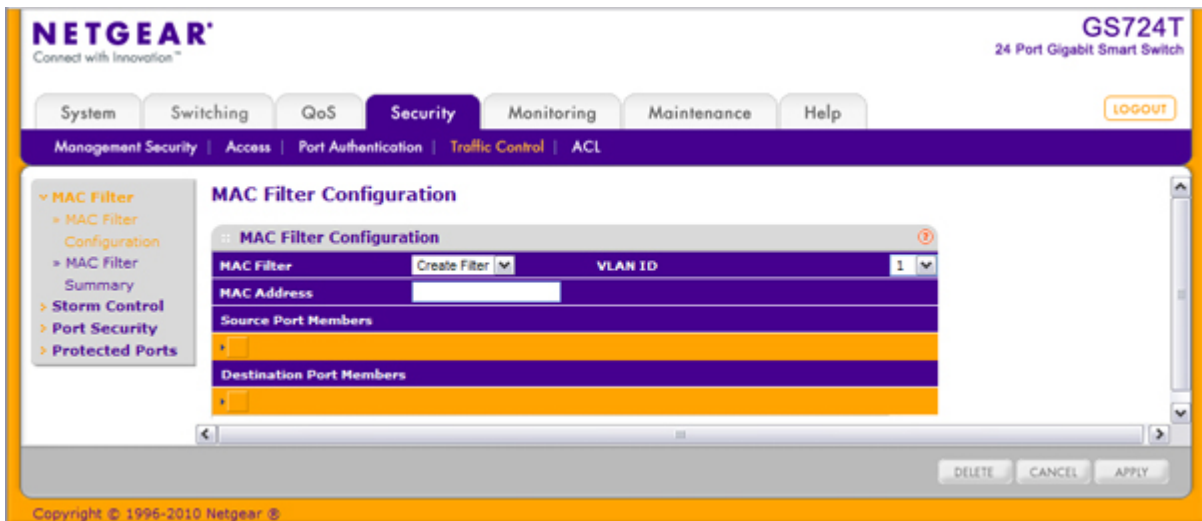 NETGEAR®
Connect with Innovation™
GS724T
24 Port Gigabit Smart Switch
System Switching QoS Security Monitoring Maintenance Help LOGOUT
Management Security | Access | Port Authentication | Traffic Control | ACL
MAC Filter
» MAC Filter
Configuration
» MAC Filter
Summary
Storm Control
Port Security
Protected Ports
MAC Filter Configuration
MAC Filter Configuration ?
MAC Filter Create Filter VLAN ID 1
MAC Address
Source Port Members
Destination Port Members
DELETE CANCEL APPLY
Copyright © 1996-2010 Netgear ®